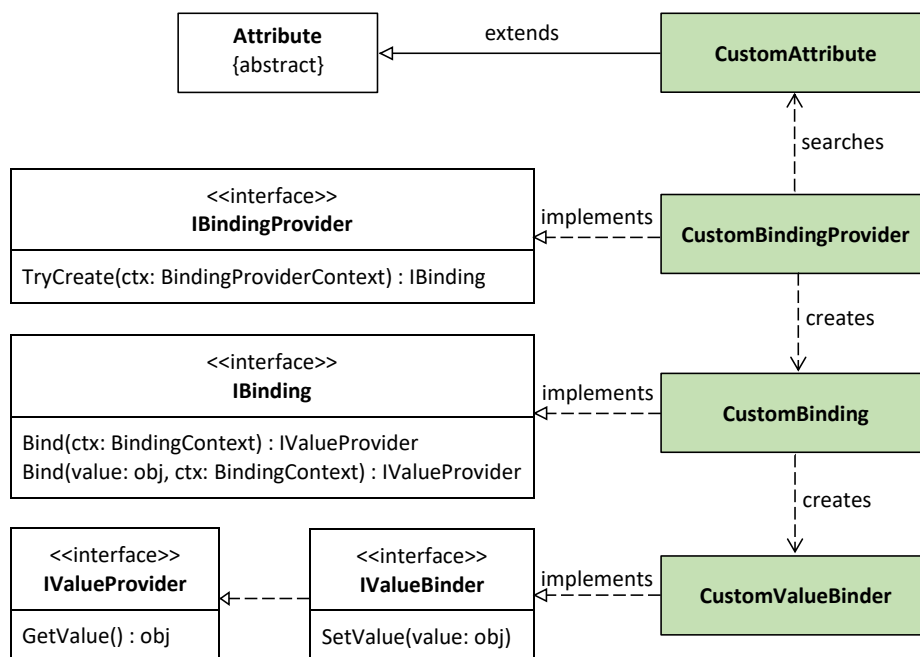 Attribute
{abstract}
extends
CustomAttribute
searches
<<interface>>
IBindingProvider
TryCreate(ctx: BindingProviderContext) : IBinding
implements
CustomBindingProvider
creates
<<interface>>
IBinding
Bind(ctx: BindingContext) : IValueProvider
Bind(value: obj, ctx: BindingContext) : IValueProvider
implements
CustomBinding
creates
<<interface>>
IValueProvider
GetValue() : obj
<<interface>>
IValueBinder
SetValue(value: obj)
implements
CustomValueBinder